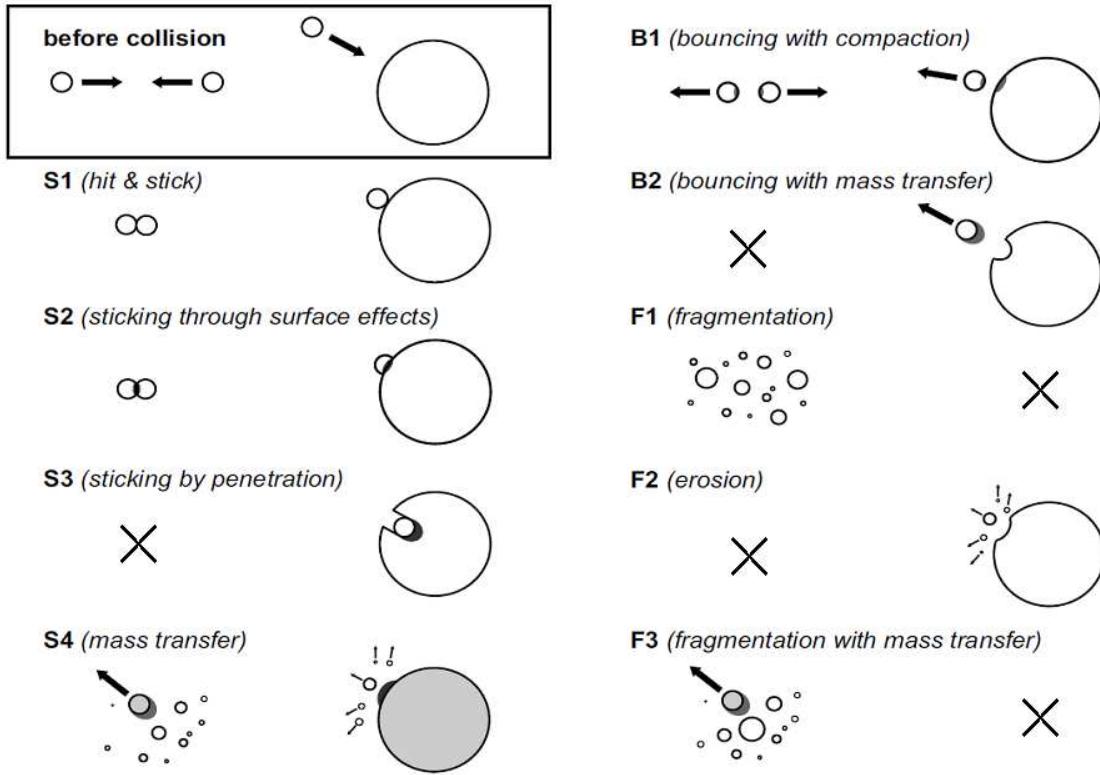 before collision
S1 (hit & stick)
S2 (sticking through surface effects)
S3 (sticking by penetration)
S4 (mass transfer)
B1 (bouncing with compaction)
B2 (bouncing with mass transfer)
F1 (fragmentation)
F2 (erosion)
F3 (fragmentation with mass transfer)